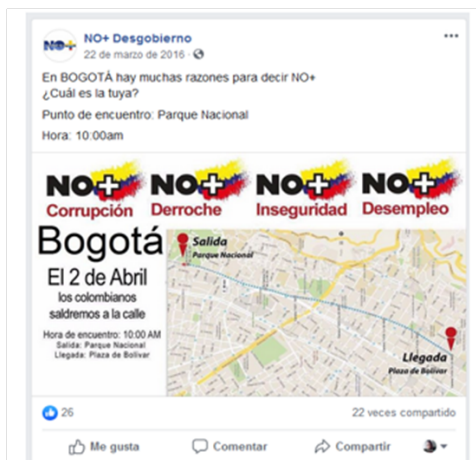 NO+ NO+ Desgobierno
22 de marzo de 2016 ·
En BOGOTÁ hay muchas razones para decir NO+
¿Cuál es la tuya?
Punto de encuentro: Parque Nacional
Hora: 10:00am
NO+ NO+ NO+ NO+
Corrupción Derroche Inseguridad Desempleo
Bogotá
El 2 de Abril
los colombianos
saldremos a la calle
Hora de encuentro: 10:00 AM
Salida: Parque Nacional
Llegada: Plaza de Bolivar
Salida
Parque Nacional
Llegada
Plaza de Bolivar
26 22 veces compartido
Me gusta Comentar Compartir